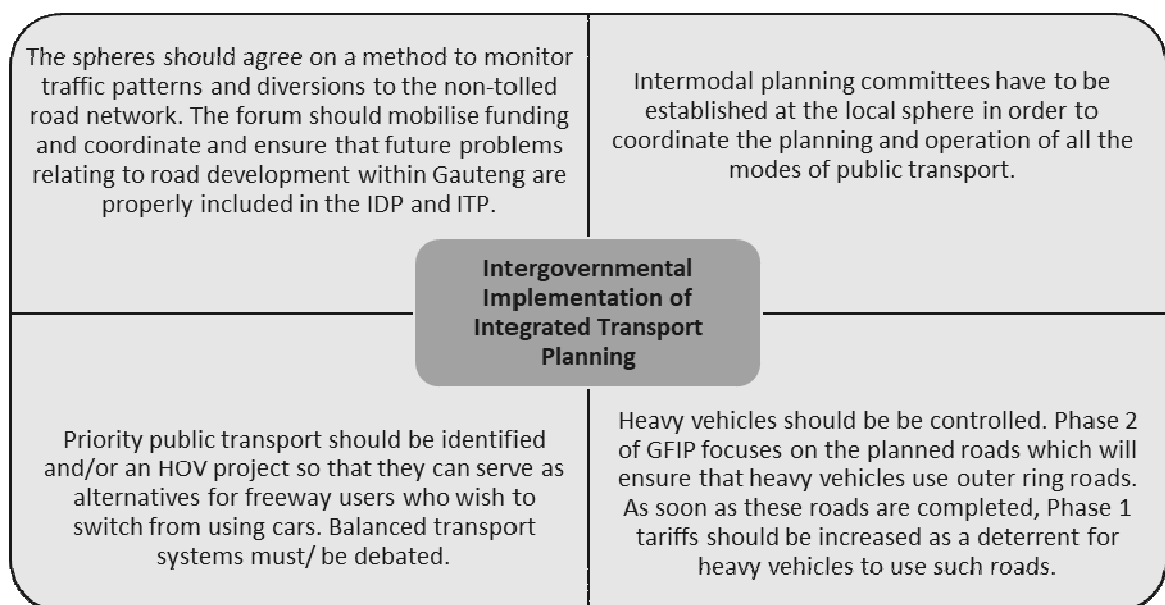 The spheres should agree on a method to monitor
traffic patterns and diversions to the non-tolled
road network. The forum should mobilise funding
and coordinate and ensure that future problems
relating to road development within Gauteng are
properly included in the IDP and ITP.
Intermodal planning committees have to be
established at the local sphere in order to
coordinate the planning and operation of all the
modes of public transport.
Intergovernmental
Implementation of
Integrated Transport
Planning
Priority public transport should be identified
and/or an HOV project so that they can serve as
alternatives for freeway users who wish to
switch from using cars. Balanced transport
systems must/ be debated.
Heavy vehicles should be be controlled. Phase 2
of GFIP focuses on the planned roads which will
ensure that heavy vehicles use outer ring roads.
As soon as these roads are completed, Phase 1
tariffs should be increased as a deterrent for
heavy vehicles to use such roads.